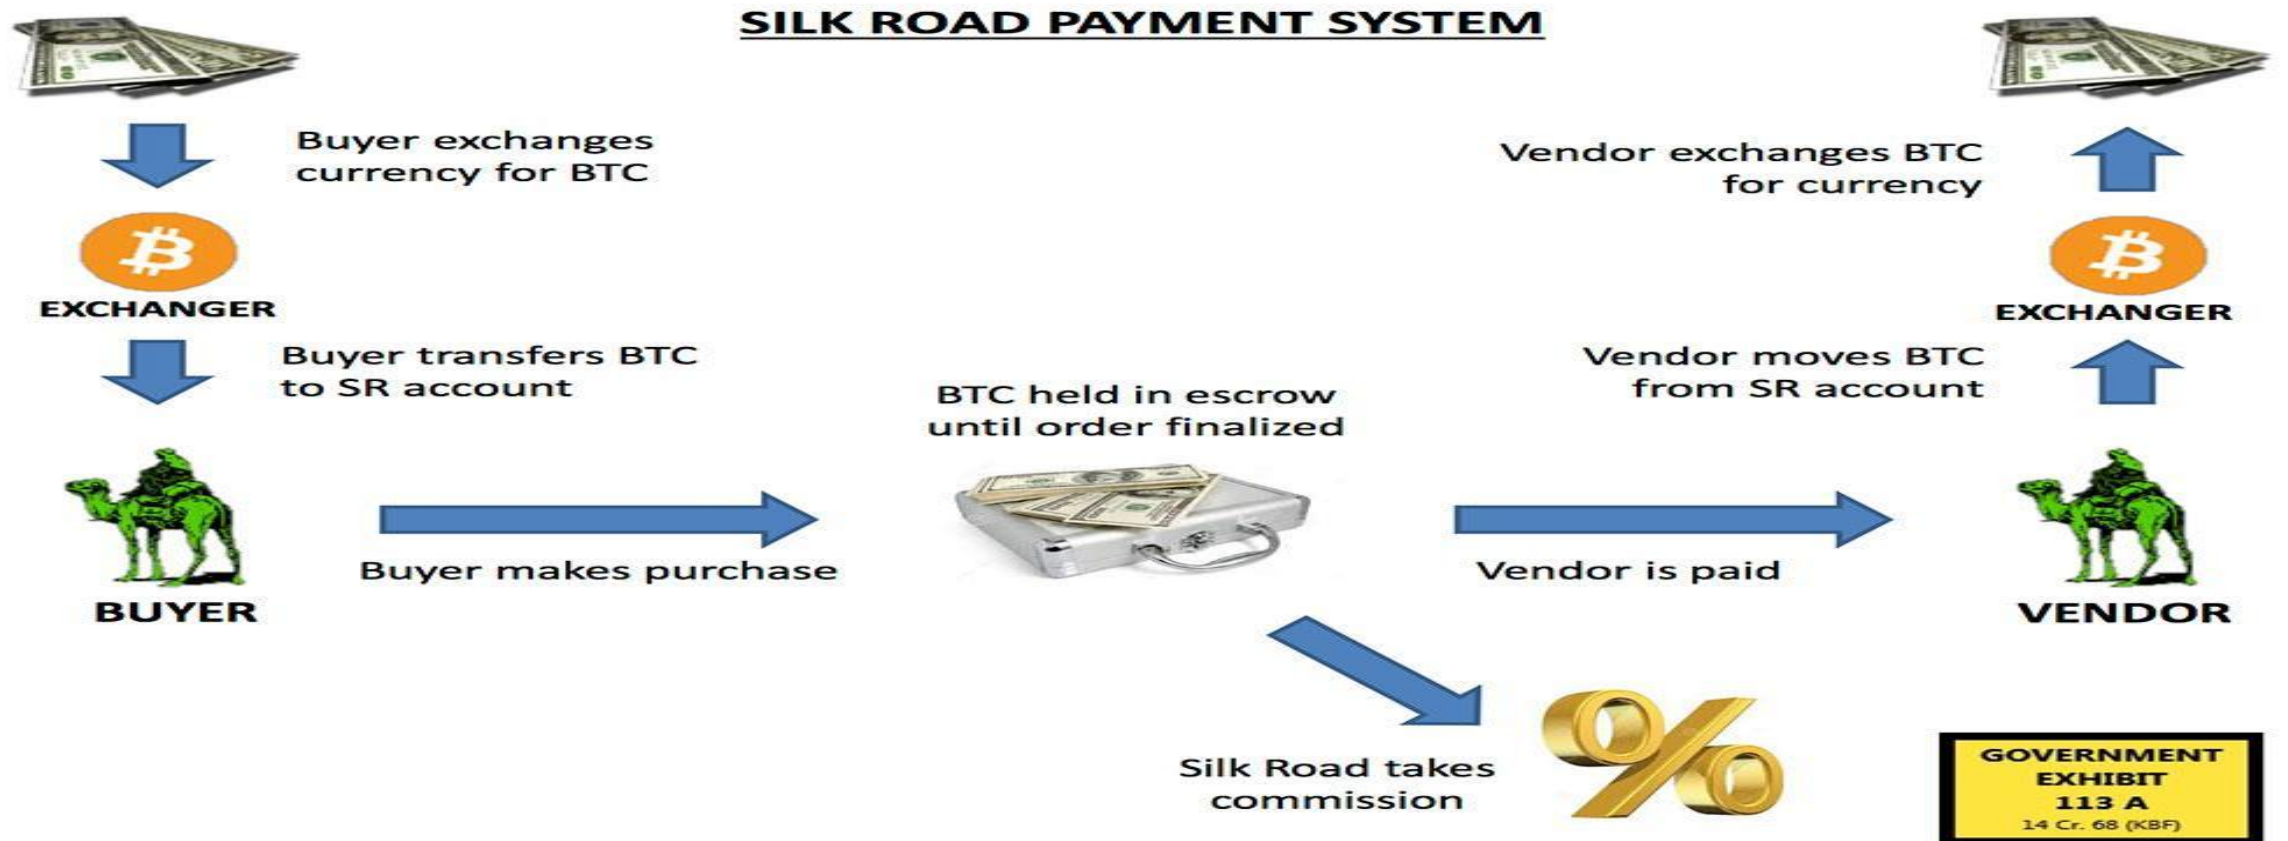 SILK ROAD PAYMENT SYSTEM
Buyer exchanges
currency for BTC
EXCHANGER
Buyer transfers BTC
to SR account
BUYER
Buyer makes purchase
BTC held in escrow
until order finalized
Silk Road takes
commission
Vendor is paid
VENDOR
Vendor moves BTC
from SR account
EXCHANGER
Vendor exchanges BTC
for currency
GOVERNMENT
EXHIBIT
113 A
14 Cr. 68 (KBF)